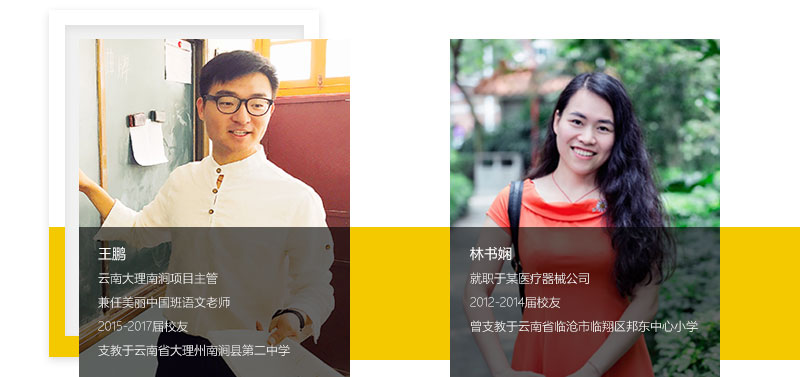 王鹏
云南大理南涧项目主管
兼任美丽中国班语文老师
2015-2017届校友
支教于云南省大理州南涧县第二中学
林书娴
就职于某医疗器械公司
2012-2014届校友
曾支教于云南省临沧市临翔区邦东中心小学